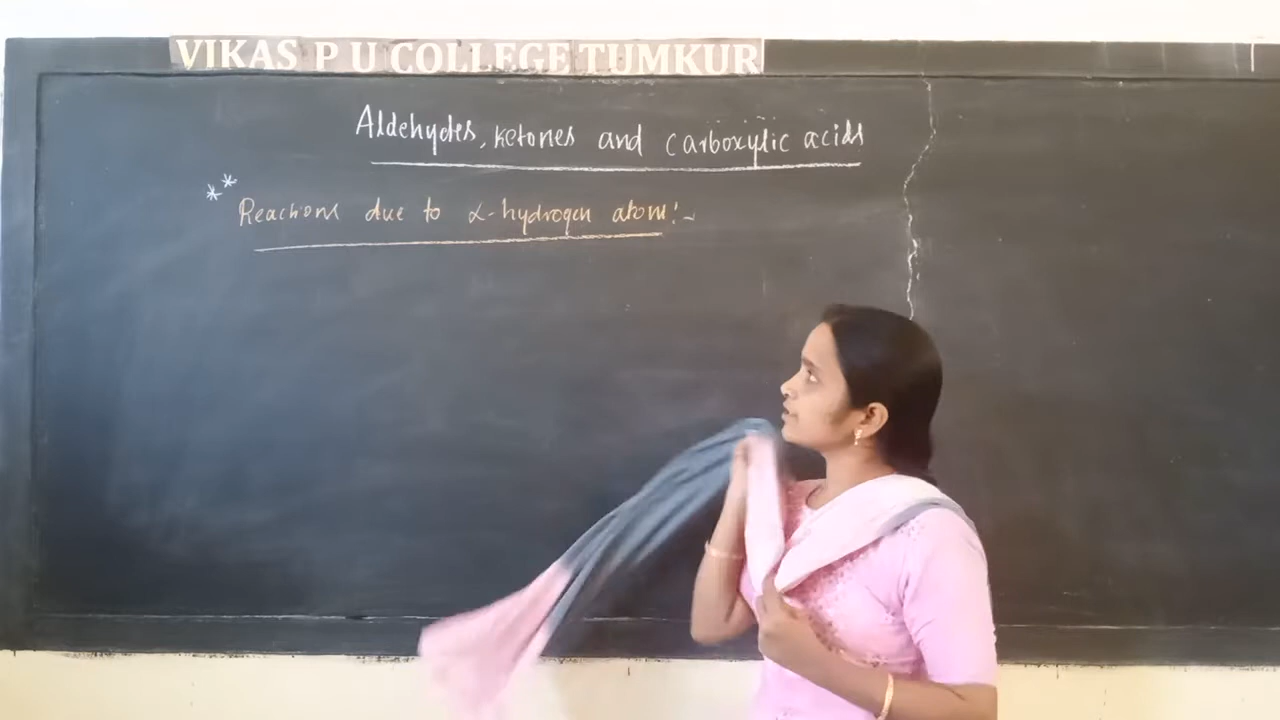 VIKAS P U COLLEGE TUMKUR
Aldehydes, ketones and carboxylic acids
** Reactions due to α-hydrogen atom:-